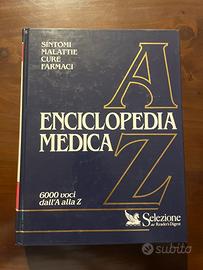 SINTOMI
MALATTIE
CURE
FARMACI
A
ENCICLOPEDIA
MEDICA
Z
6000 voci
dall'A alla Z
Selezione
dal Reader's Digest
subito